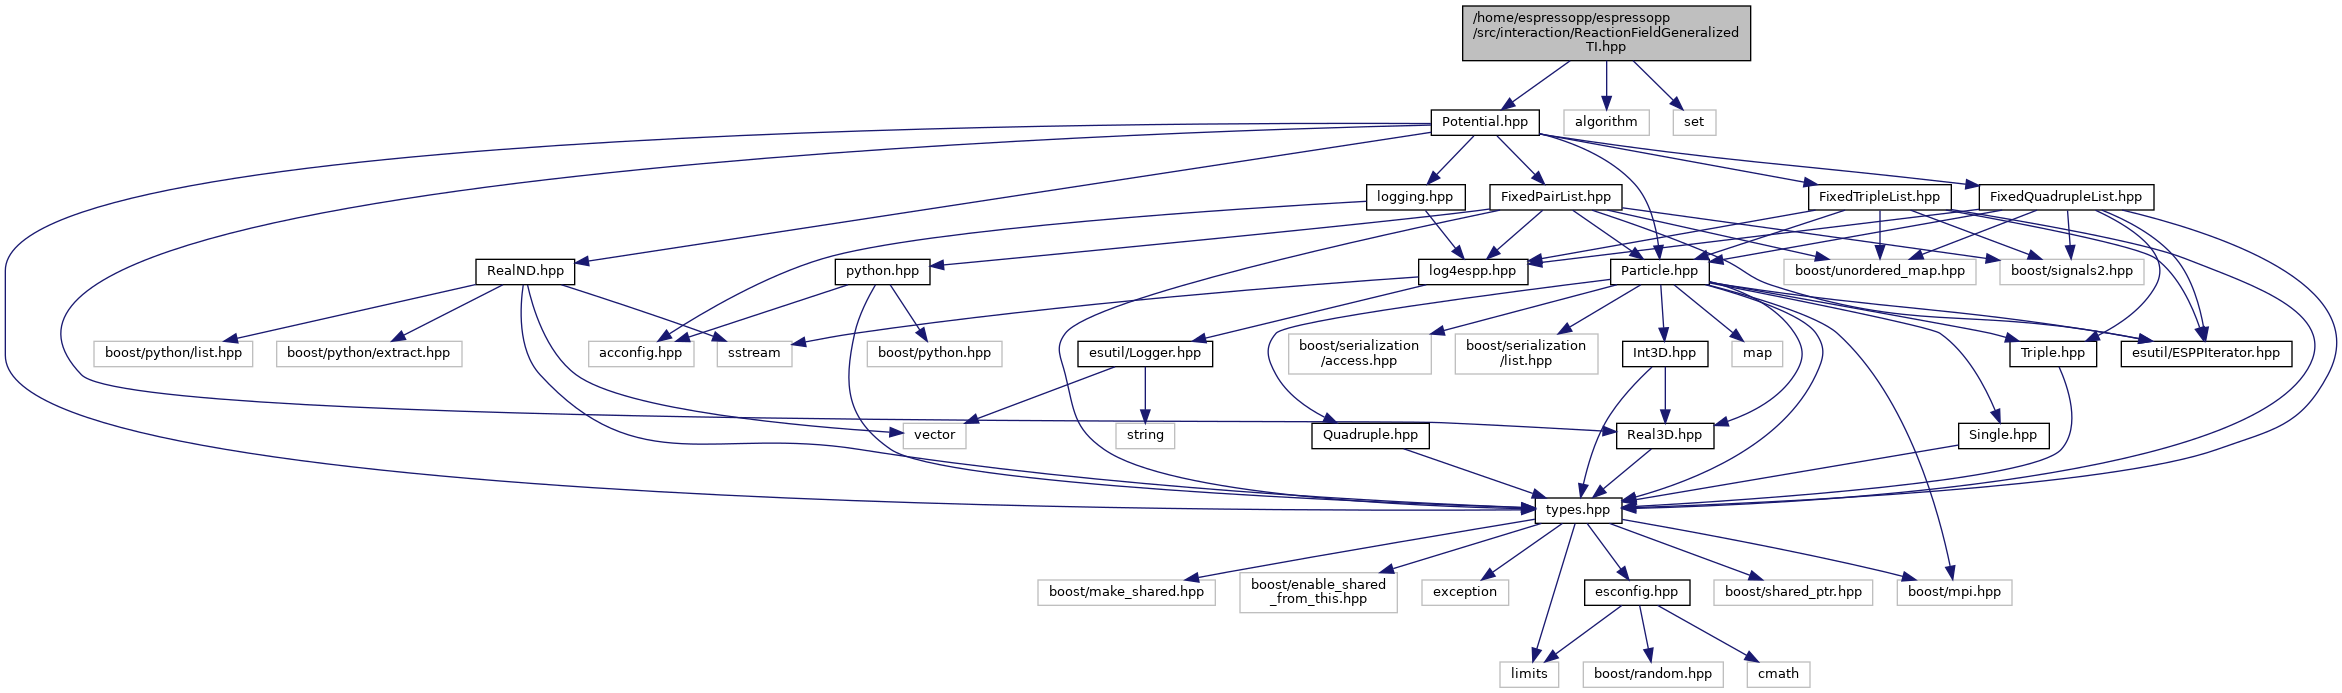 /home/espressopp/espressopp
/src/interaction/ReactionFieldGeneralized
TI.hpp
Potential.hpp
algorithm
set
logging.hpp
FixedPairList.hpp
FixedTripleList.hpp
FixedQuadrupleList.hpp
RealND.hpp
python.hpp
log4espp.hpp
Particle.hpp
boost/unordered_map.hpp
boost/signals2.hpp
boost/python/list.hpp
boost/python/extract.hpp
acconfig.hpp
sstream
boost/python.hpp
esutil/Logger.hpp
boost/serialization
/access.hpp
boost/serialization
/list.hpp
Int3D.hpp
map
Triple.hpp
esutil/ESPPIterator.hpp
vector
string
Quadruple.hpp
Real3D.hpp
Single.hpp
types.hpp
boost/make_shared.hpp
boost/enable_shared
_from_this.hpp
exception
esconfig.hpp
boost/shared_ptr.hpp
boost/mpi.hpp
limits
boost/random.hpp
cmath